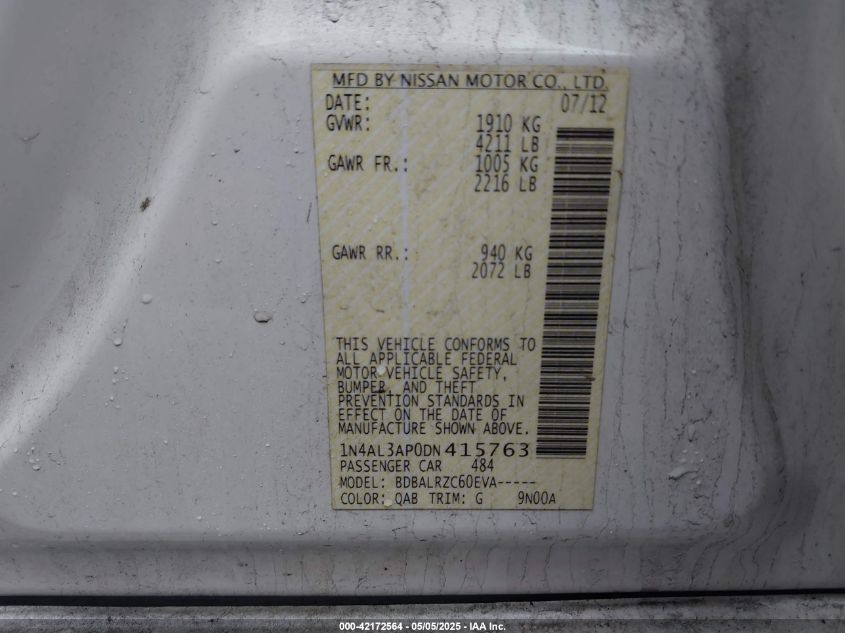 MFD BY NISSAN MOTOR CO., LTD.
DATE: 07/12
GVWR: 1910 KG
4211 LB
GAWR FR.: 1005 KG
2216 LB
GAWR RR.: 940 KG
2072 LB
THIS VEHICLE CONFORMS TO
ALL APPLICABLE FEDERAL
MOTOR VEHICLE SAFETY,
BUMPER, AND THEFT
PREVENTION STANDARDS IN
EFFECT ON THE DATE OF
MANUFACTURE SHOWN ABOVE.
1N4AL3AP0DN415763
PASSENGER CAR 484
MODEL: BDBALRZC60EVA-----
COLOR: QAB TRIM: G 9N00A
000-42172564 - 05/05/2025 - IAA Inc.